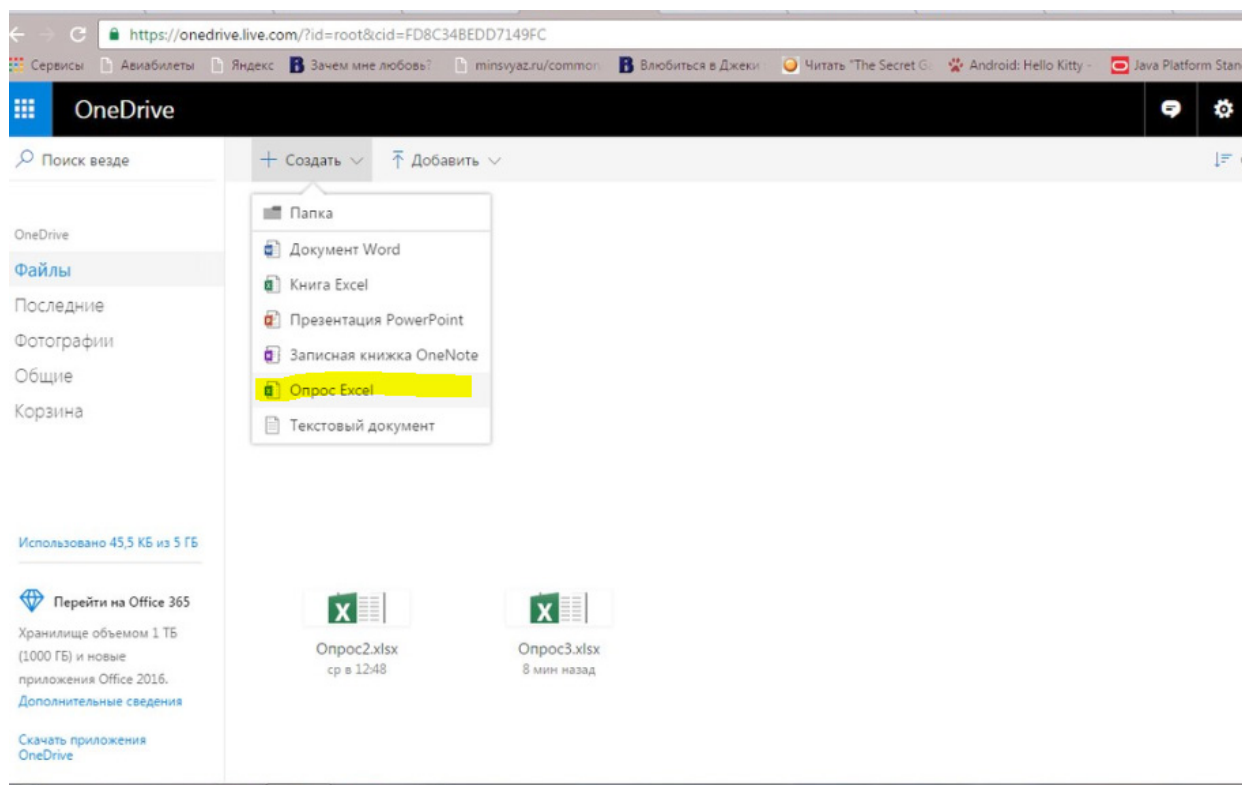 https://onedrive.live.com/?id=root&cid=FD8C34BEDD7149FC
Сервисы Авиабилеты Яндекс Зачем мне любовь? minsvyaz.ru/common Влюбиться в Джеки Читать "The Secret Android: Hello Kitty - Java Platform Stan
OneDrive
Поиск везде
Создать Добавить
Папка
Документ Word
Книга Excel
Презентация PowerPoint
Записная книжка OneNote
Опрос Excel
Текстовый документ
OneDrive
Файлы
Последние
Фотографии
Общие
Корзина
Использовано 45,5 КБ из 5 ГБ
Перейти на Office 365
Хранилище объемом 1 ТБ
(1000 ГБ) и новые
приложения Office 2016.
Дополнительные сведения
Скачать приложения
OneDrive
Опрос2.xlsx
ср в 12:48
Опрос3.xlsx
8 мин назад